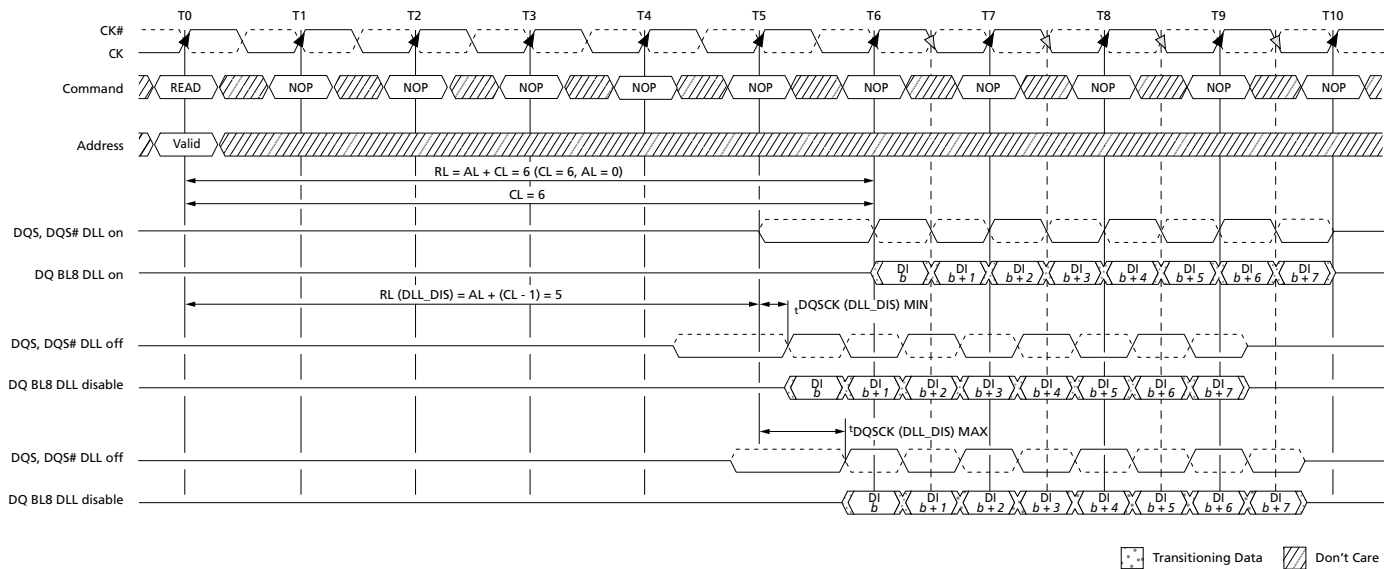 T0 T1 T2 T3 T4 T5 T6 T7 T8 T9 T10
CK#
CK
Command READ NOP NOP NOP NOP NOP NOP NOP NOP NOP NOP
Address Valid
RL = AL + CL = 6 (CL = 6, AL = 0)
CL = 6
DQS, DQS# DLL on
DQ BL8 DLL on DI b DI b + 1 DI b + 2 DI b + 3 DI b + 4 DI b + 5 DI b + 6 DI b + 7
RL (DLL_DIS) = AL + (CL - 1) = 5 tDQSCK (DLL_DIS) MIN
DQS, DQS# DLL off
DQ BL8 DLL disable DI b DI b + 1 DI b + 2 DI b + 3 DI b + 4 DI b + 5 DI b + 6 DI b + 7
tDQSCK (DLL_DIS) MAX
DQS, DQS# DLL off
DQ BL8 DLL disable DI b DI b + 1 DI b + 2 DI b + 3 DI b + 4 DI b + 5 DI b + 6 DI b + 7
Transitioning Data Don't Care